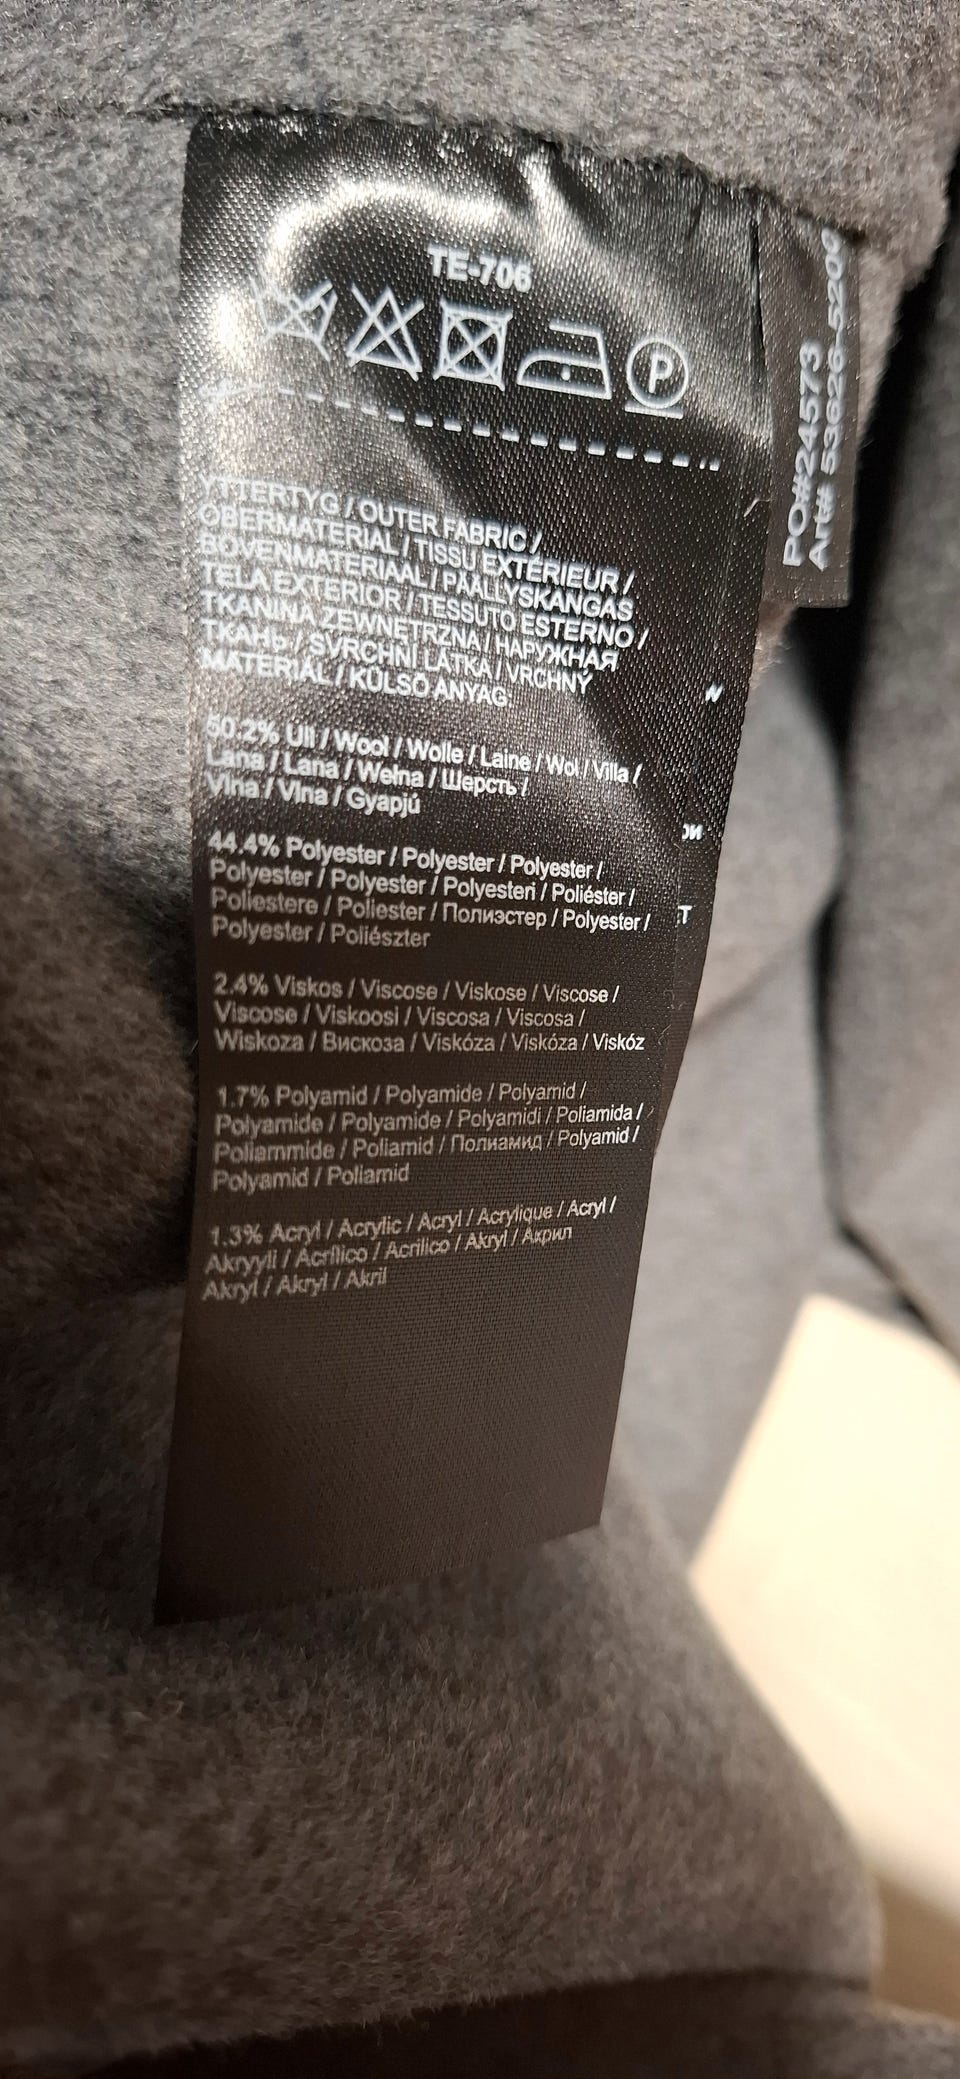 TE-706
P
YTTERTYG / OUTER FABRIC /
OBERMATERIAL / TISSU EXTÉRIEUR /
BOVENMATERIAAL / PÄÄLLYSKANGAS
TELA EXTERIOR / TESSUTO ESTERNO /
TKANINA ZEWNĘTRZNA / НАРУЖНАЯ
ТКАНЬ / SVRCHNÍ LÁTKA / VRCHNÝ
MATERIÁL / KÜLSŐ ANYAG
50.2% Ull / Wool / Wolle / Laine / Wol / Villa /
Lana / Lana / Wełna / Шерсть /
Vlna / Vlna / Gyapjú
44.4% Polyester / Polyester / Polyester /
Polyester / Polyester / Polyesteri / Poliéster /
Poliestere / Poliester / Полиэстер / Polyester /
Polyester / Poliészter
2.4% Viskos / Viscose / Viskose / Viscose /
Viscose / Viskoosi / Viscosa / Viscosa /
Wiskoza / Вискоза / Viskóza / Viskóza / Viskóz
1.7% Polyamid / Polyamide / Polyamid /
Polyamide / Polyamide / Polyamidi / Poliamida /
Poliammide / Poliamid / Полиамид / Polyamid /
Polyamid / Poliamid
1.3% Acryl / Acrylic / Acryl / Acrylique / Acryl /
Akryyli / Acrílico / Acrilico / Akryl / Акрил
Akryl / Akryl / Akril
PO#24573
Art# 53626-5200